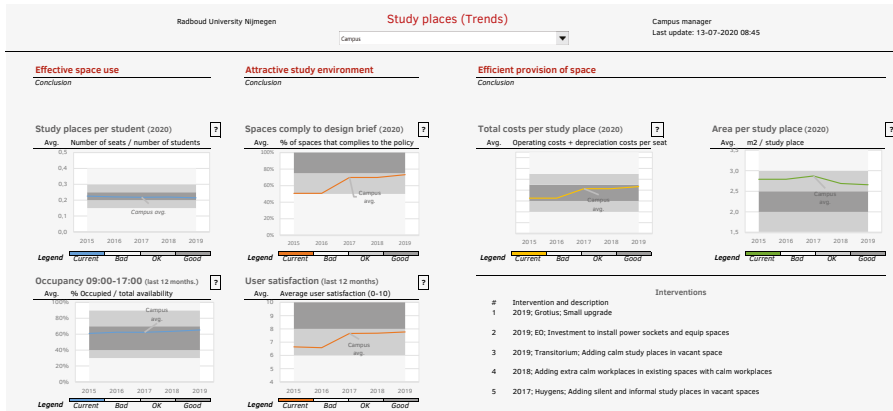 Radboud University Nijmegen
Study places (Trends)
Campus manager
Campus
Last update: 13-07-2020 08:45
Effective space use
Conclusion
Attractive study environment
Conclusion
Efficient provision of space
Conclusion
Study places per student (2020)
?
Avg. Number of seats / number of students
0,5
0,4
0,3
0,2
0,1
0,0
Campus avg.
2015 2016 2017 2018 2019
Legend Current Bad OK Good
Spaces comply to design brief (2020)
?
Avg. % of spaces that complies to the policy
100%
80%
60%
40%
20%
0%
Campus
avg.
2015 2016 2017 2018 2019
Legend Current Bad OK Good
Total costs per study place (2020)
Avg. Operating costs + depreciation costs per seat
Campus
avg.
2015 2016 2017 2018 2019
Legend Current Bad OK Good
Area per study place (2020)
?
Avg. m2 / study place
3,5
3,0
2,5
2,0
1,5
Campus
avg.
2015 2016 2017 2018 2019
Legend Current Bad OK Good
Occupancy 09:00-17:00 (last 12 months.)
?
Avg. % Occupied / total availability
100%
80%
60%
40%
20%
0%
Campus
avg.
2015 2016 2017 2018 2019
Legend Current Bad OK Good
User satisfaction (last 12 months)
?
Avg. Average user satisfaction (0-10)
10
9
8
7
6
5
4
Campus
avg.
2015 2016 2017 2018 2019
Legend Current Bad OK Good
Interventions
# Intervention and description
1 2019; Grotius; Small upgrade
2 2019; EO; Investment to install power sockets and equip spaces
3 2019; Transitorium; Adding calm study places in vacant space
4 2018; Adding extra calm workplaces in existing spaces with calm workplaces
5 2017; Huygens; Adding silent and informal study places in vacant spaces